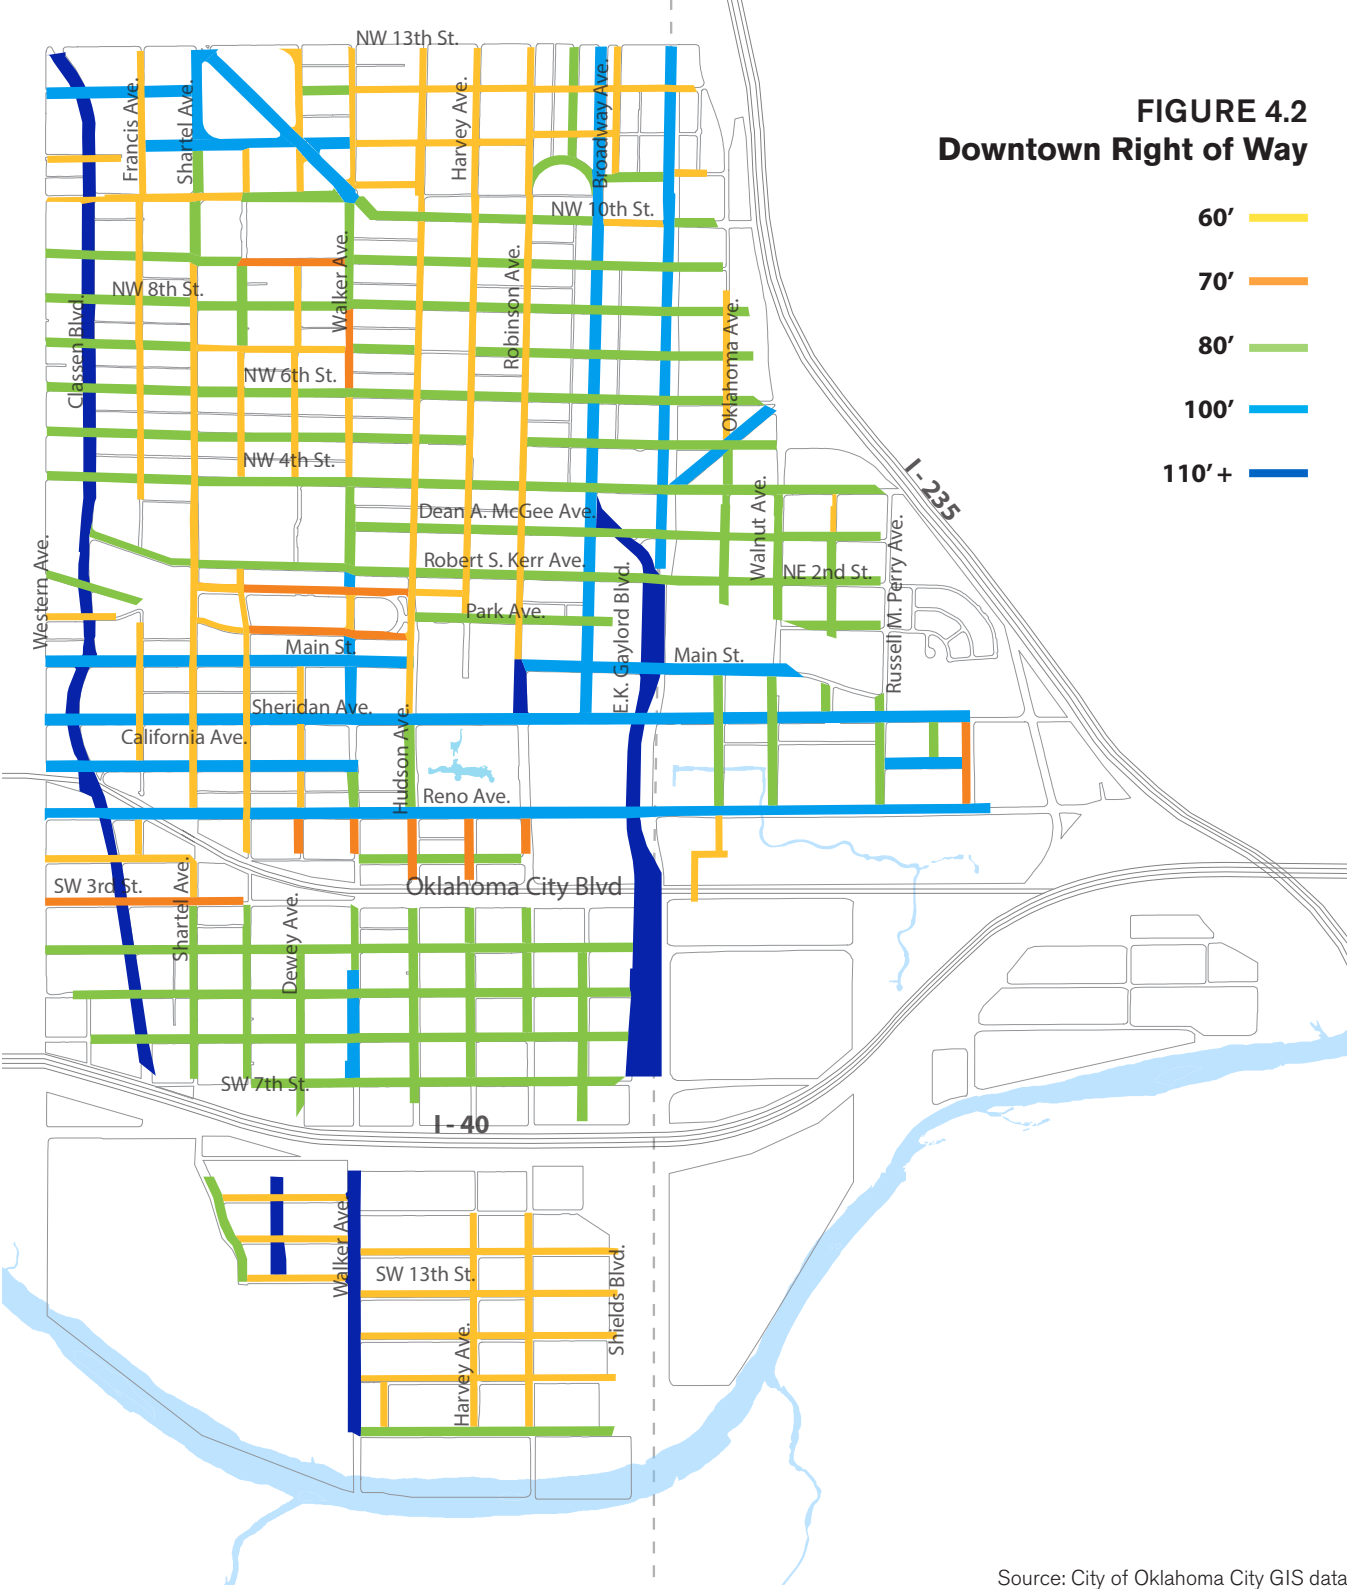 NW 13th St.
FIGURE 4.2
Downtown Right of Way
60’
70’
80’
100’
110’ +
Francis Ave.
Shartel Ave.
Harvey Ave.
Broadway Ave.
NW 10th St.
Walker Ave.
Robinson Ave.
NW 8th St.
Classen Blvd.
Oklahoma Ave.
NW 6th St.
NW 4th St.
I - 235
Dean A. McGee Ave.
Walnut Ave.
Russell M. Perry Ave.
Western Ave.
Robert S. Kerr Ave.
NE 2nd St.
E.K. Gaylord Blvd.
Park Ave.
Main St.
Main St.
Sheridan Ave.
California Ave.
Hudson Ave.
Reno Ave.
SW 3rd St.
Shartel Ave.
Oklahoma City Blvd
Dewey Ave.
SW 7th St.
I - 40
Walker Ave.
SW 13th St.
Shields Blvd.
Harvey Ave.
Source: City of Oklahoma City GIS data